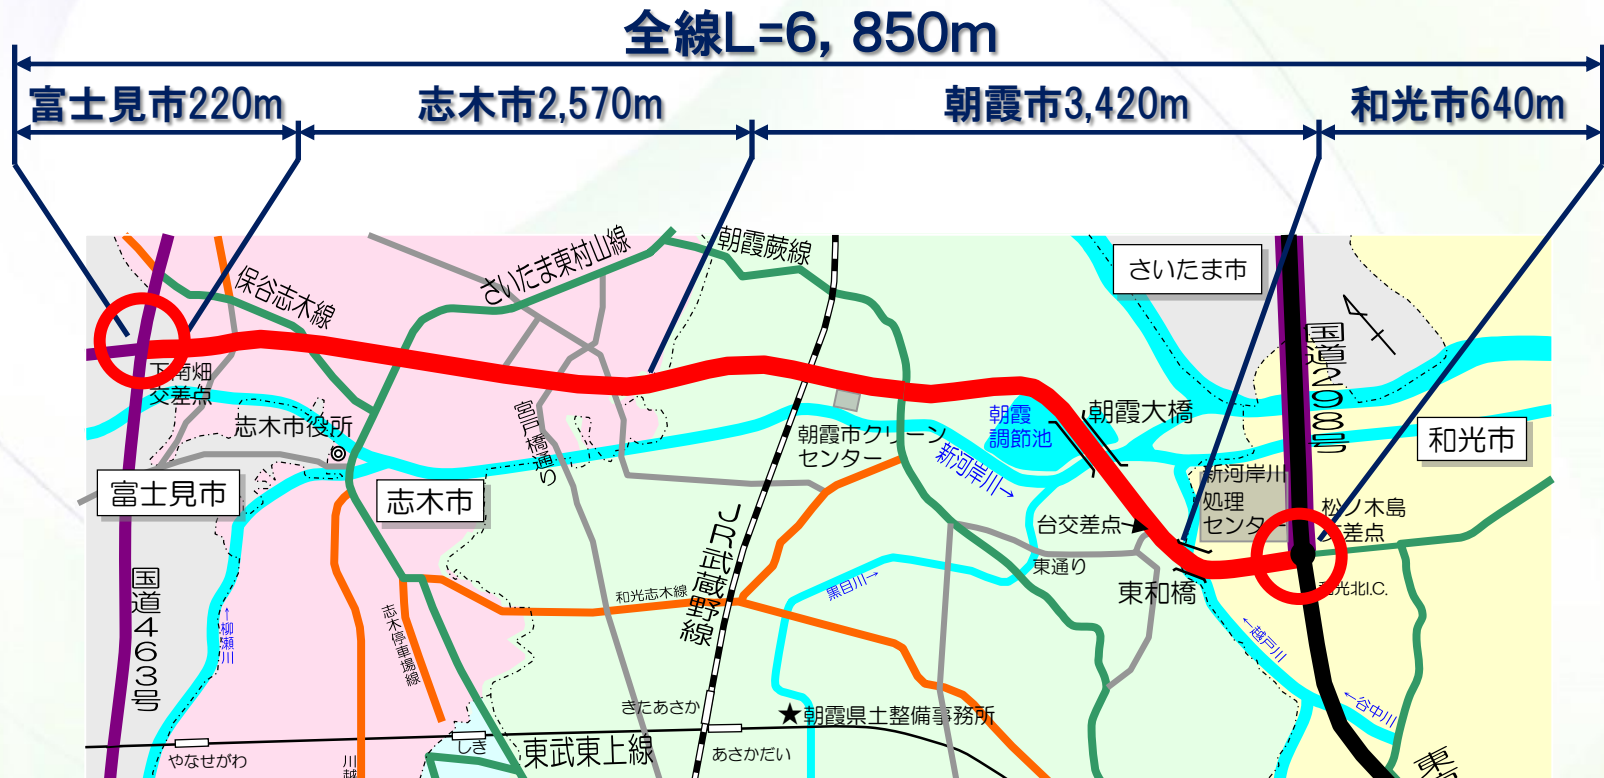 全線L=6, 850m
富士見市220m
志木市2,570m
朝霞市3,420m
和光市640m
保谷志木線
さいたま東村山線
朝霞蕨線
さいたま市
国道298号
下南畑
交差点
志木市役所
宮戸橋通り
朝霞市クリーン
センター
朝霞
調節池
朝霞大橋
和光市
富士見市
志木市
新河岸川→
新河岸川
処理
センター
松ノ木島
交差点
台交差点
東通り
東和橋
JR武蔵野線
国道463号
←柳瀬川
志木停車場線
和光志木線
黒目川→
和光北I.C.
←越戸川
←谷中川
きたあさか
★朝霞県土整備事務所
やなせがわ
しき
東武東上線
あさかだい
川越